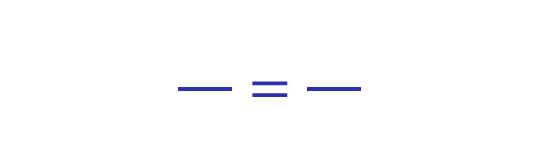 — = —